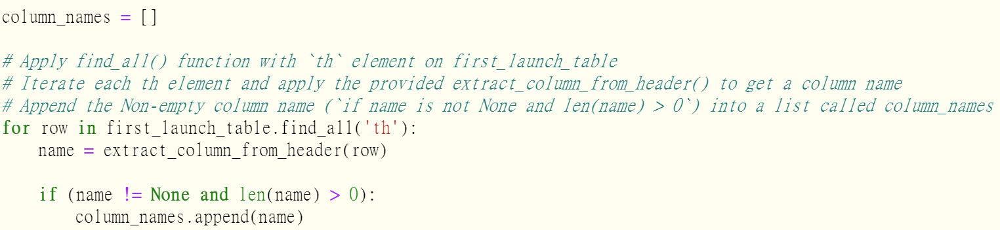 column_names = []
# Apply find_all() function with `th` element on first_launch_table
# Iterate each th element and apply the provided extract_column_from_header() to get a column name
# Append the Non-empty column name (`if name is not None and len(name) > 0`) into a list called column_names
for row in first_launch_table.find_all('th'):
    name = extract_column_from_header(row)
    if (name != None and len(name) > 0):
        column_names.append(name)